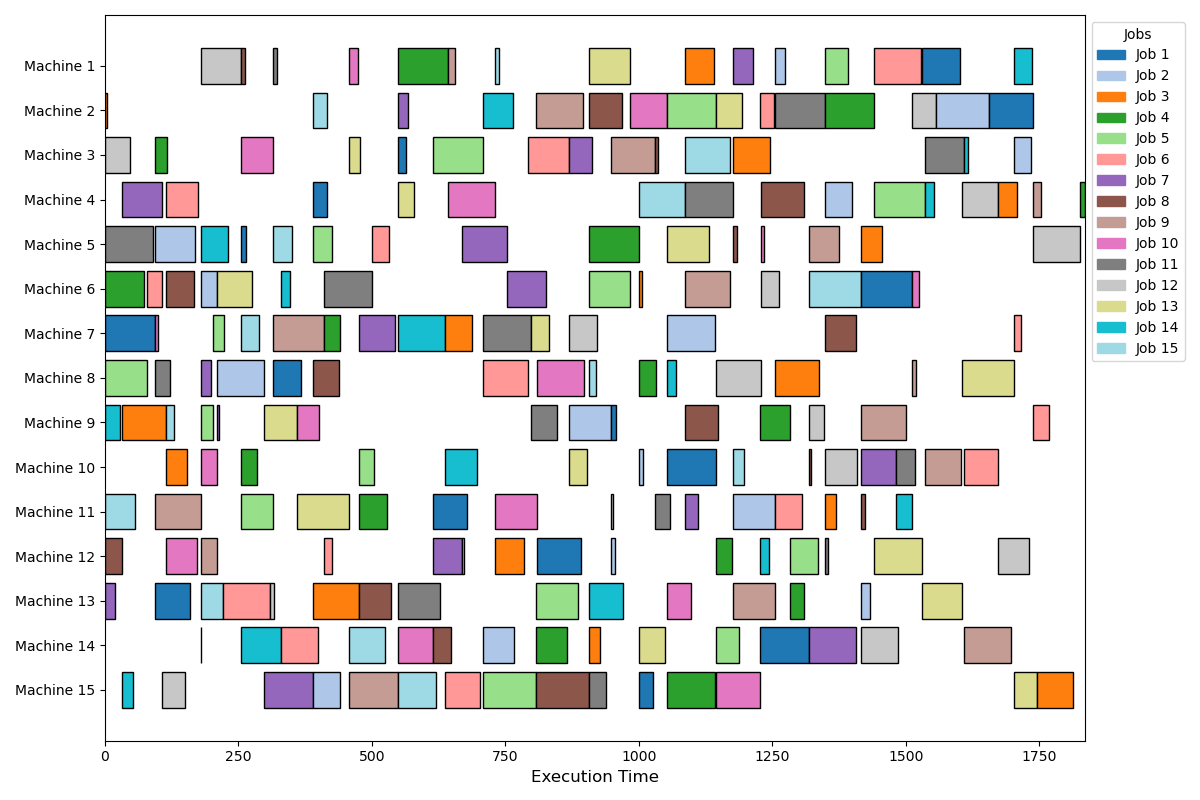 Machine 1
Machine 2
Machine 3
Machine 4
Machine 5
Machine 6
Machine 7
Machine 8
Machine 9
Machine 10
Machine 11
Machine 12
Machine 13
Machine 14
Machine 15
0 250 500 750 1000 1250 1500 1750
Execution Time
Jobs
Job 1
Job 2
Job 3
Job 4
Job 5
Job 6
Job 7
Job 8
Job 9
Job 10
Job 11
Job 12
Job 13
Job 14
Job 15